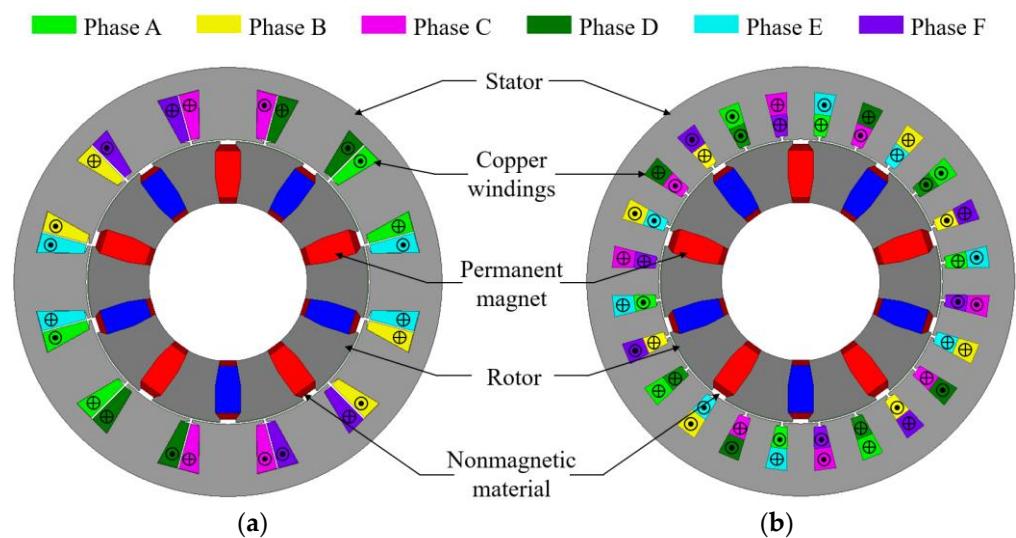 Phase A Phase B Phase C Phase D Phase E Phase F
Stator
Copper
windings
Permanent
magnet
Rotor
Nonmagnetic
material
(a) (b)